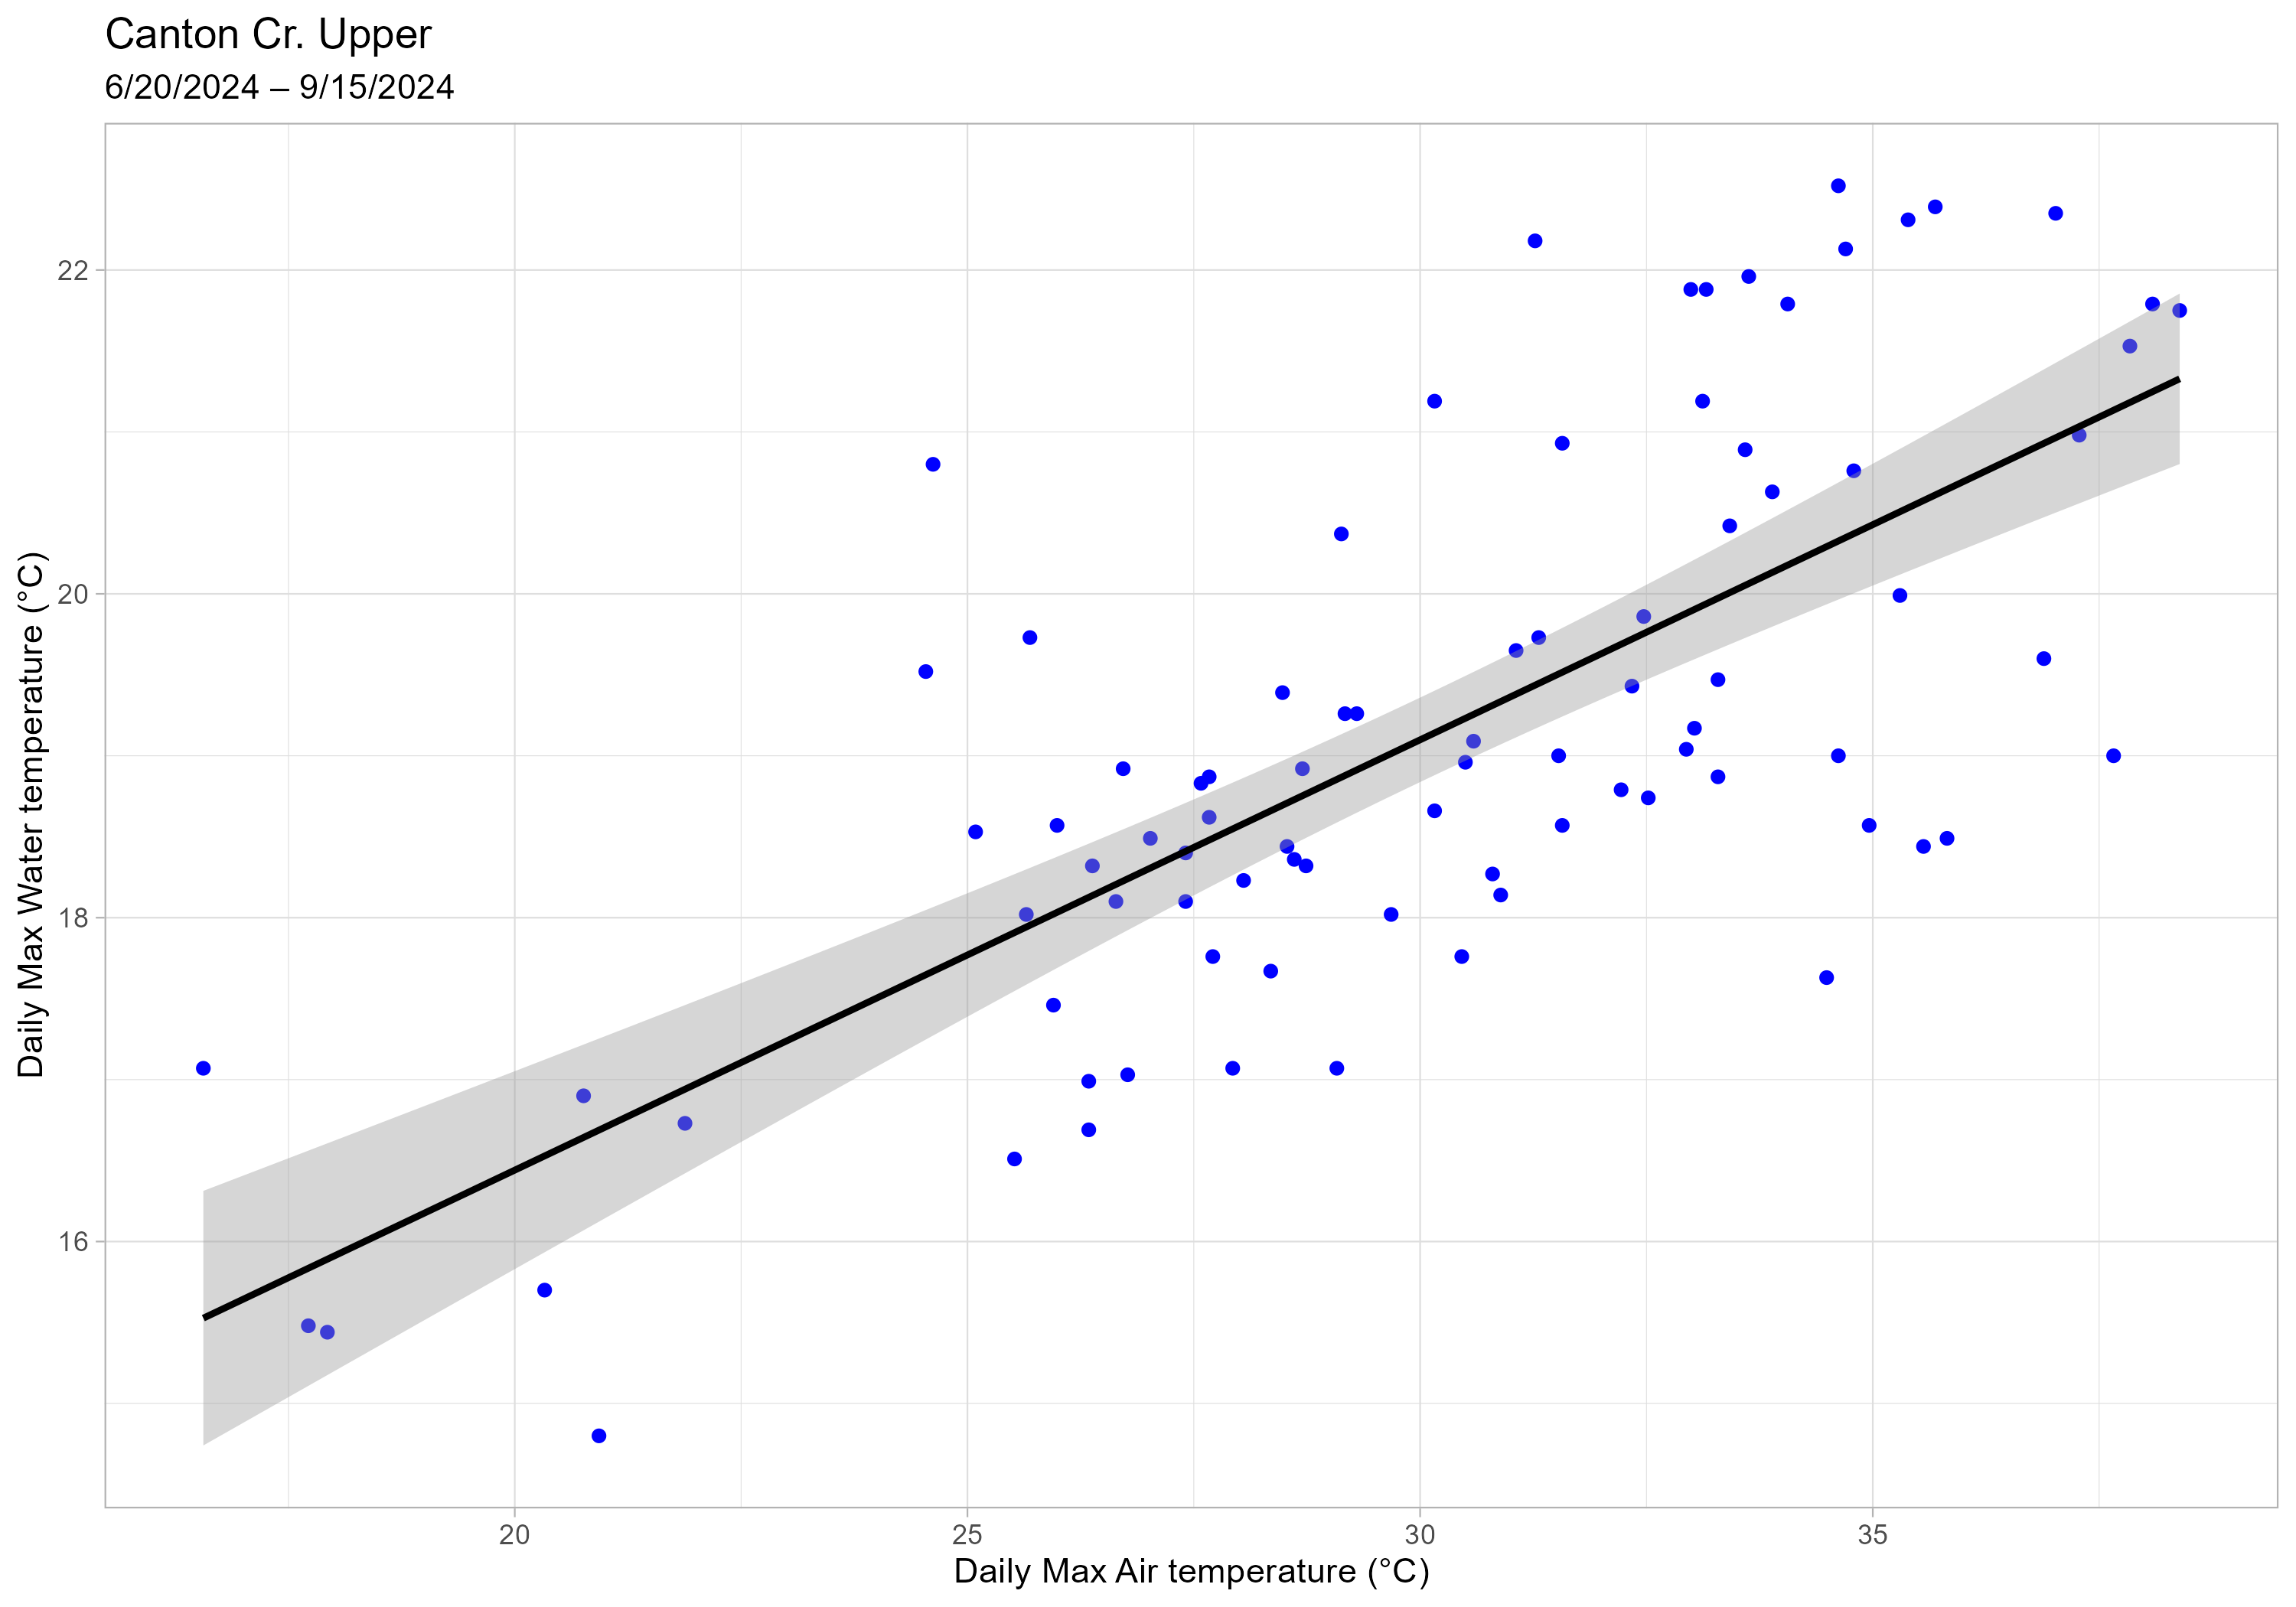 Canton Cr. Upper
6/20/2024 – 9/15/2024
Daily Max Water temperature (°C)
22
20
18
16
20 25 30 35
Daily Max Air temperature (°C)